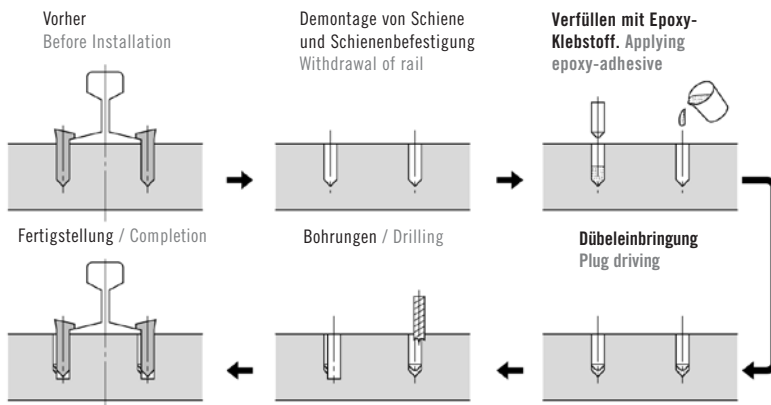 Vorher
Before Installation
Demontage von Schiene
und Schienenbefestigung
Withdrawal of rail
Verfüllen mit Epoxy-
Klebstoff. Applying
epoxy-adhesive
Fertigstellung / Completion
Bohrungen / Drilling
Dübeleinbringung
Plug driving